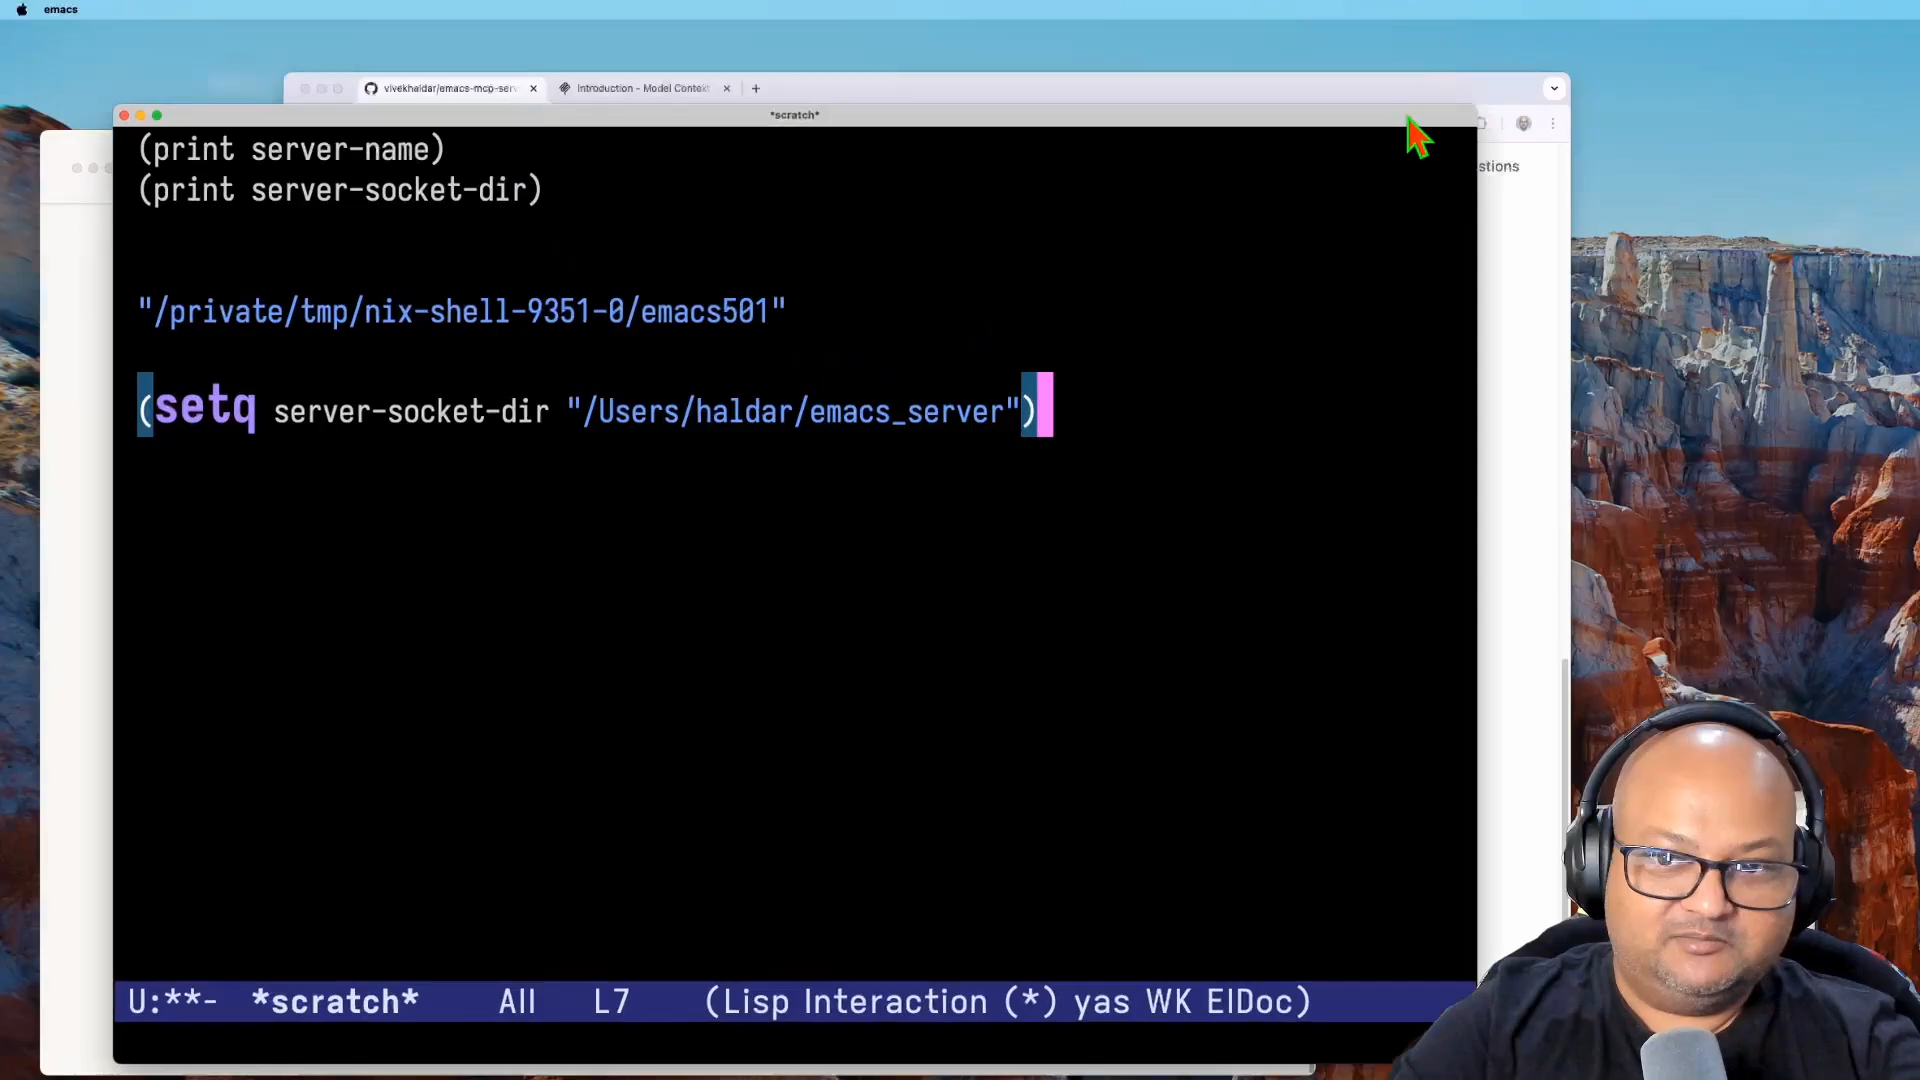 emacs
vivekhaldar/emacs-mcp-serv
Introduction - Model Context
*scratch*
(print server-name)
(print server-socket-dir)
stions
"/private/tmp/nix-shell-9351-0/emacs501"
(setq server-socket-dir "/Users/haldar/emacs_server")
U:**- *scratch* All L7 (Lisp Interaction (*) yas WK ElDoc)